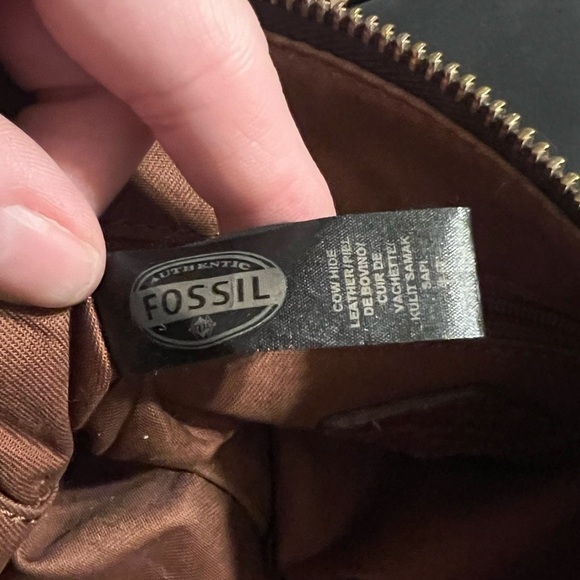 AUTHENTIC
FOSSIL
COW HIDE
LEATHER/PIEL
DE BOVINO/
CUIR DE
VACHETTE/
KULIT SAMAK
SAPI